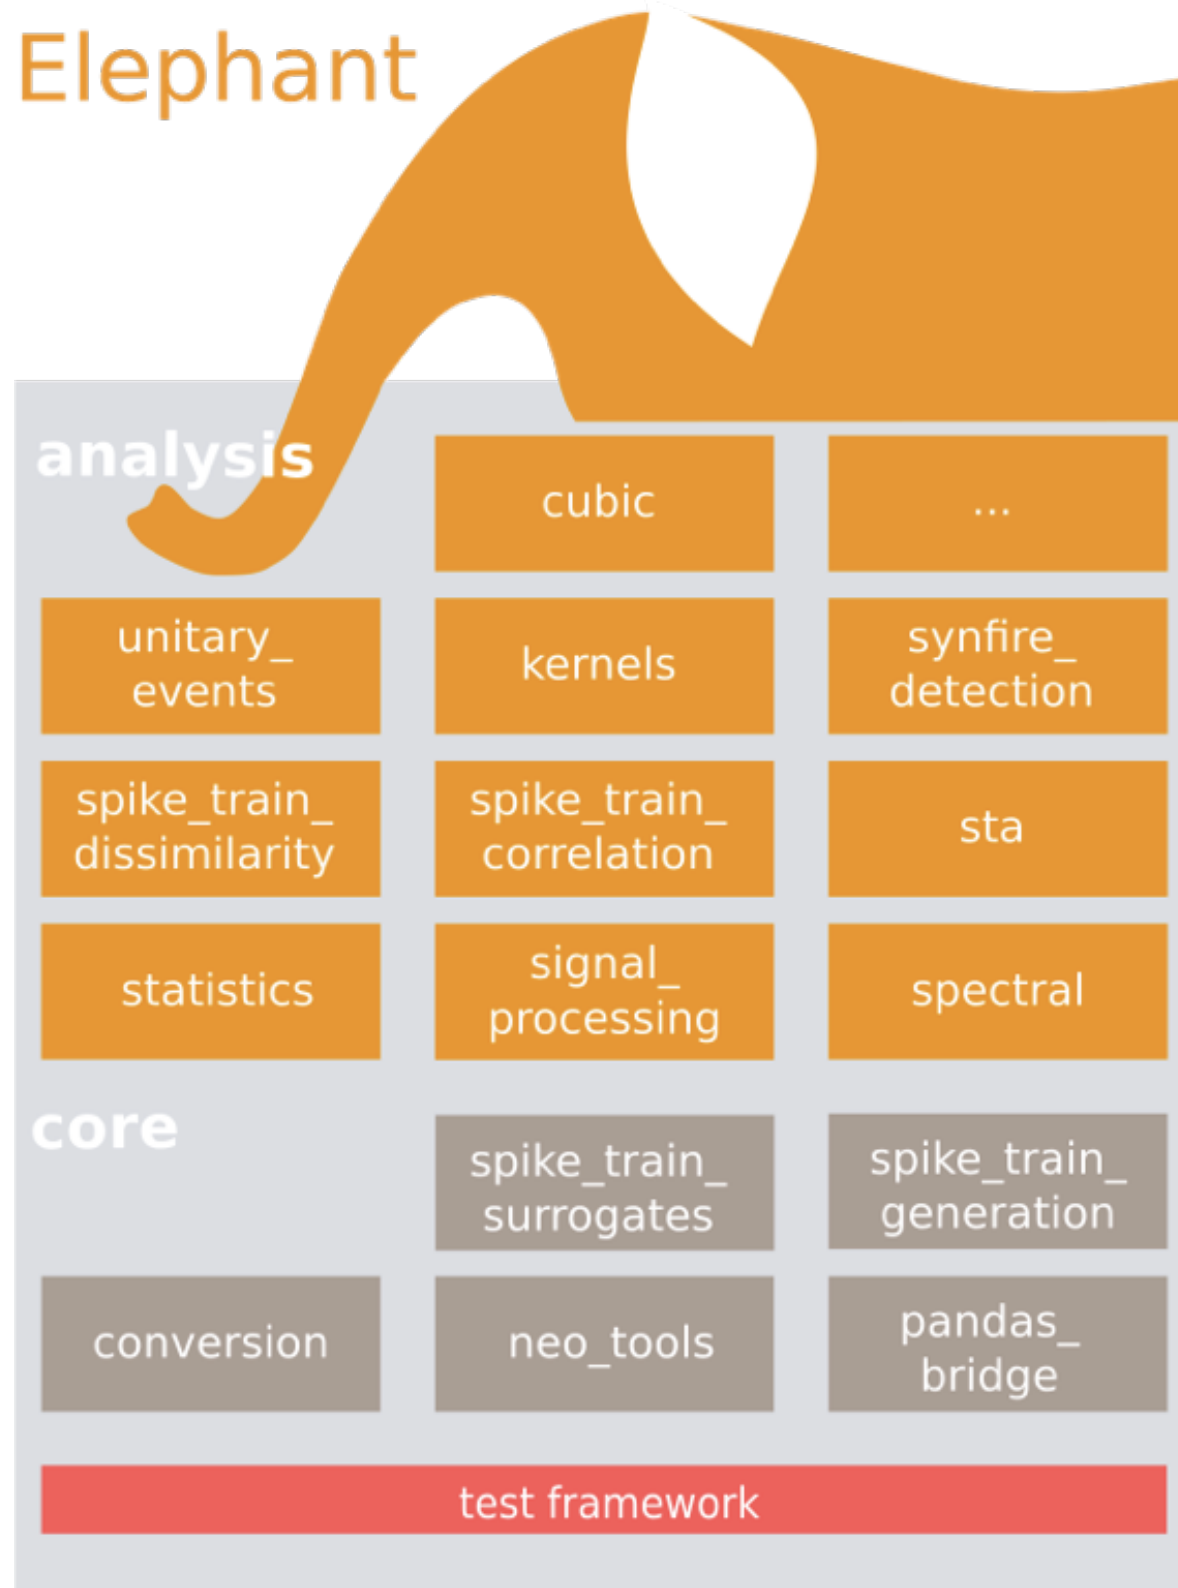 Elephant
analysis
cubic
...
unitary_
events
kernels
synfire_
detection
spike_train_
dissimilarity
spike_train_
correlation
sta
statistics
signal_
processing
spectral
core
spike_train_
surrogates
spike_train_
generation
conversion
neo_tools
pandas_
bridge
test framework